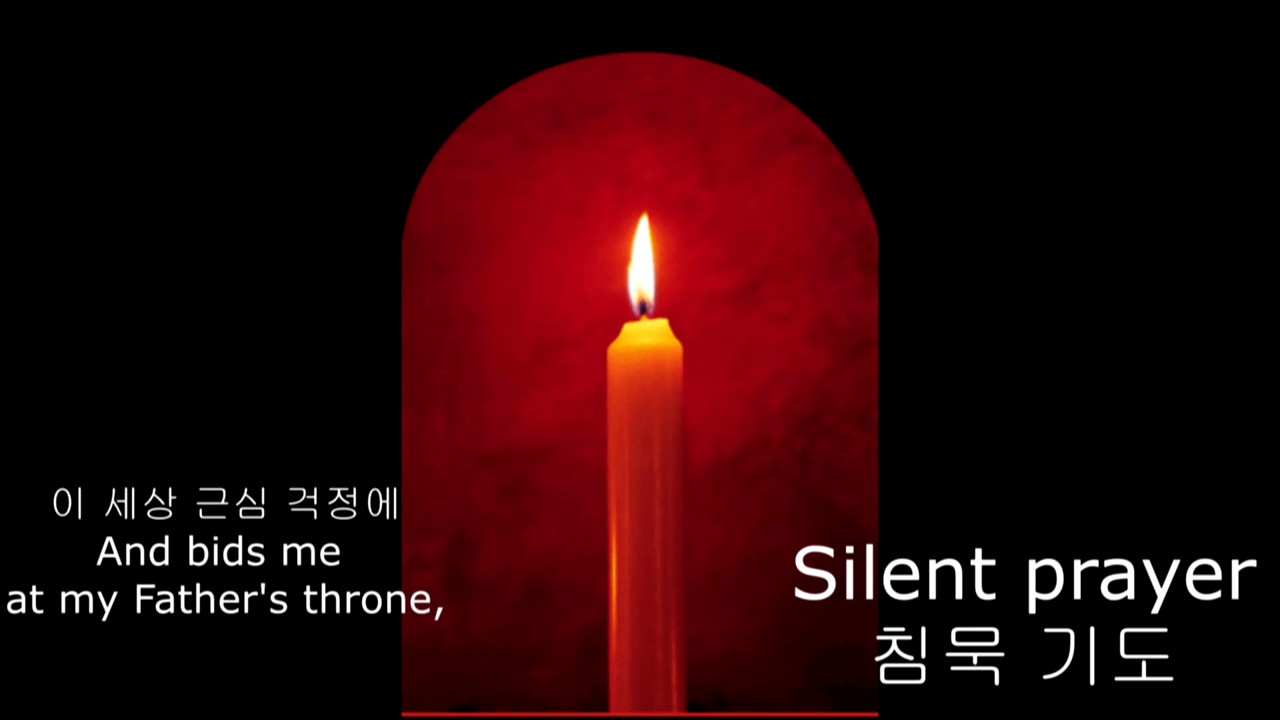 이 세상 근심 걱정에
And bids me
at my Father's throne,
Silent prayer
침묵 기도